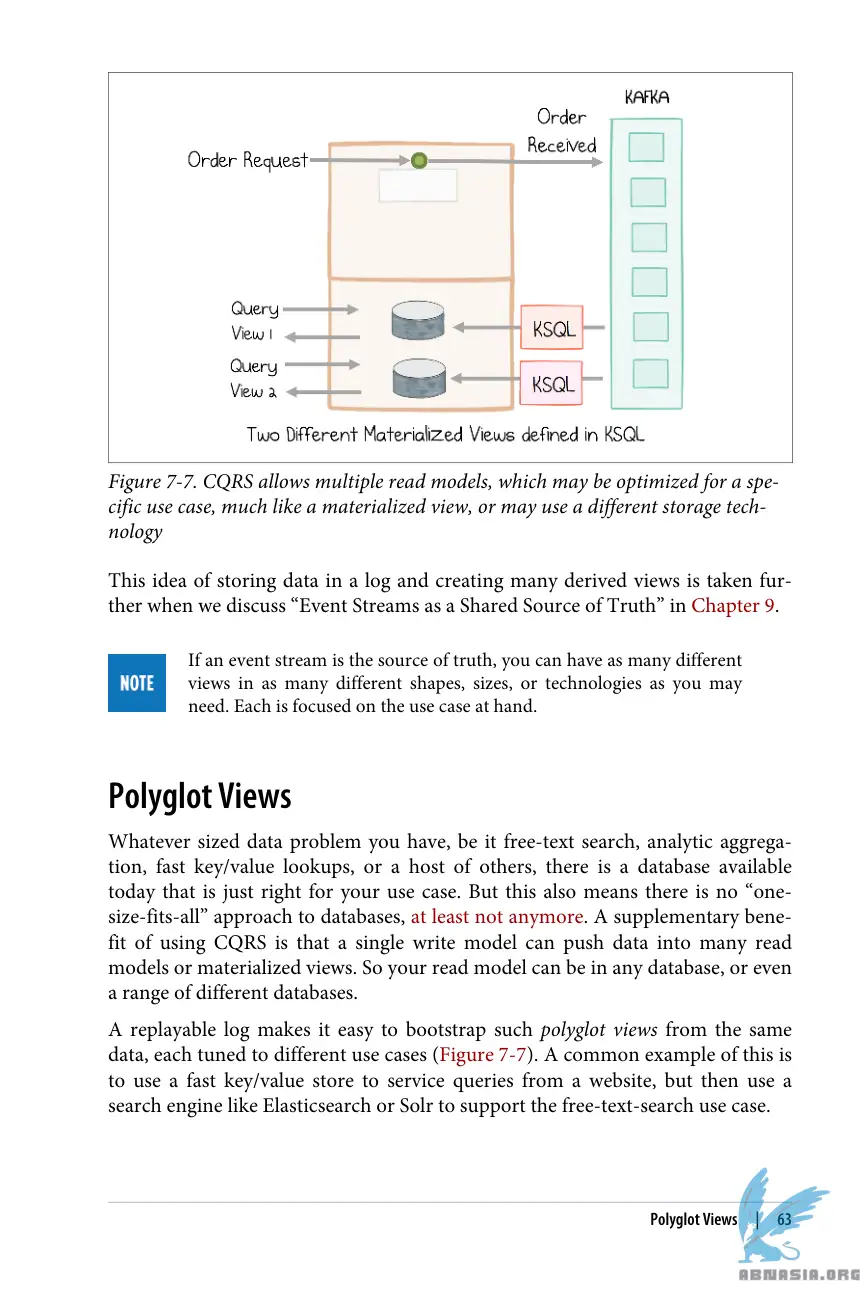 KAFKA
Order
Received
Order Request
Query
View 1
KSQL
Query
View 2
KSQL
Two Different Materialized Views defined in KSQL
Figure 7-7. CQRS allows multiple read models, which may be optimized for a spe-
cific use case, much like a materialized view, or may use a different storage tech-
nology
This idea of storing data in a log and creating many derived views is taken fur-
ther when we discuss “Event Streams as a Shared Source of Truth” in Chapter 9.
NOTE
If an event stream is the source of truth, you can have as many different
views in as many different shapes, sizes, or technologies as you may
need. Each is focused on the use case at hand.
Polyglot Views
Whatever sized data problem you have, be it free-text search, analytic aggrega-
tion, fast key/value lookups, or a host of others, there is a database available
today that is just right for your use case. But this also means there is no “one-
size-fits-all” approach to databases, at least not anymore. A supplementary bene-
fit of using CQRS is that a single write model can push data into many read
models or materialized views. So your read model can be in any database, or even
a range of different databases.
A replayable log makes it easy to bootstrap such polyglot views from the same
data, each tuned to different use cases (Figure 7-7). A common example of this is
to use a fast key/value store to service queries from a website, but then use a
search engine like Elasticsearch or Solr to support the free-text-search use case.
Polyglot Views | 63
ABNASIA.ORG